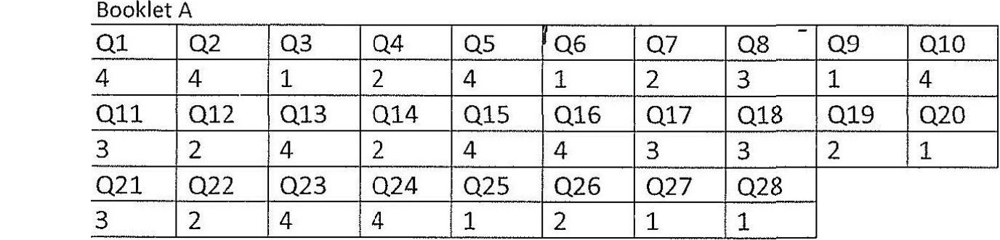 Booklet A
Q1 Q2 Q3 Q4 Q5 Q6 Q7 Q8 Q9 Q10
4 4 1 2 4 1 2 3 1 4
Q11 Q12 Q13 Q14 Q15 Q16 Q17 Q18 Q19 Q20
3 2 4 2 4 4 3 3 2 1
Q21 Q22 Q23 Q24 Q25 Q26 Q27 Q28
3 2 4 4 1 2 1 1